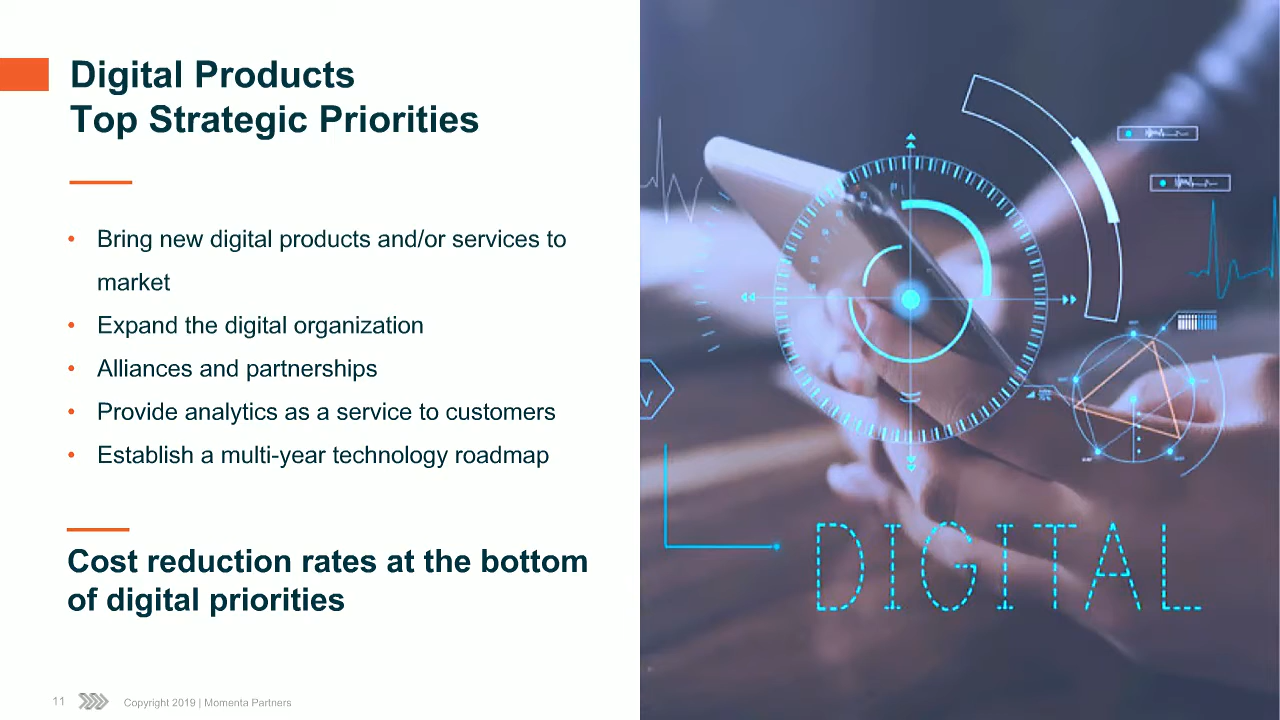 Digital Products
Top Strategic Priorities
• Bring new digital products and/or services to
market
• Expand the digital organization
• Alliances and partnerships
• Provide analytics as a service to customers
• Establish a multi-year technology roadmap
Cost reduction rates at the bottom
of digital priorities
DIGITAL
11
Copyright 2019 | Momenta Partners